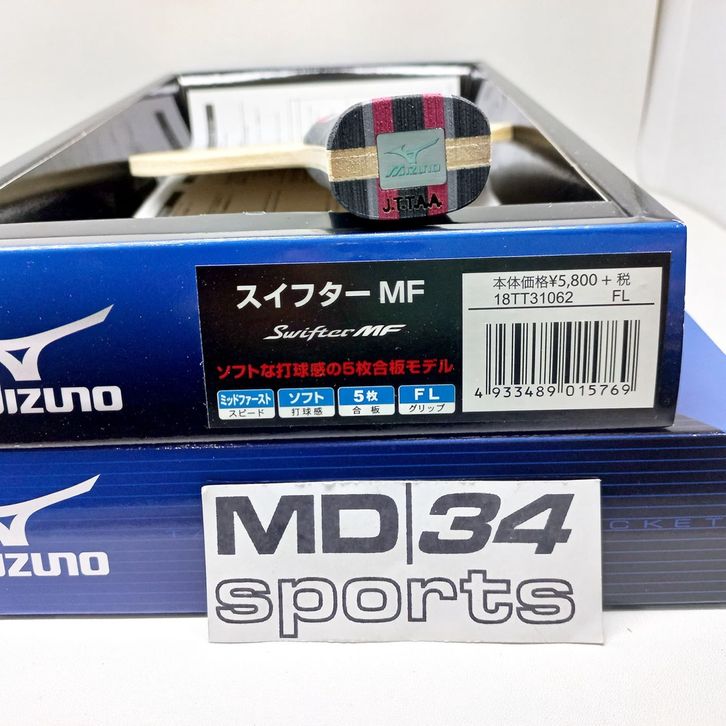 MIZUNO
J.T.T.A.A.
スイフターMF
Swifter MF
ソフトな打球感の5枚合板モデル
ミッドファースト
スピード
ソフト
打球感
5枚
合板
FL
グリップ
本体価格¥5,800+税
18TT31062 FL
4 933489 015769
MIZUNO
MIZUNO
MD|34
sports